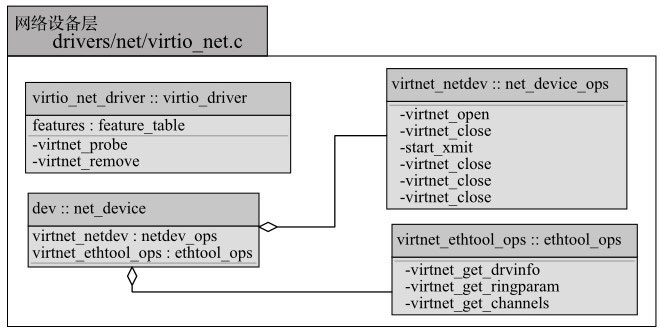 网络设备层
drivers/net/virtio_net.c
virtio_net_driver :: virtio_driver
features : feature_table
-virtnet_probe
-virtnet_remove
dev :: net_device
virtnet_netdev : netdev_ops
virtnet_ethtool_ops : ethtool_ops
virtnet_netdev :: net_device_ops
-virtnet_open
-virtnet_close
-start_xmit
-virtnet_close
-virtnet_close
-virtnet_close
virtnet_ethtool_ops :: ethtool_ops
-virtnet_get_drvinfo
-virtnet_get_ringparam
-virtnet_get_channels